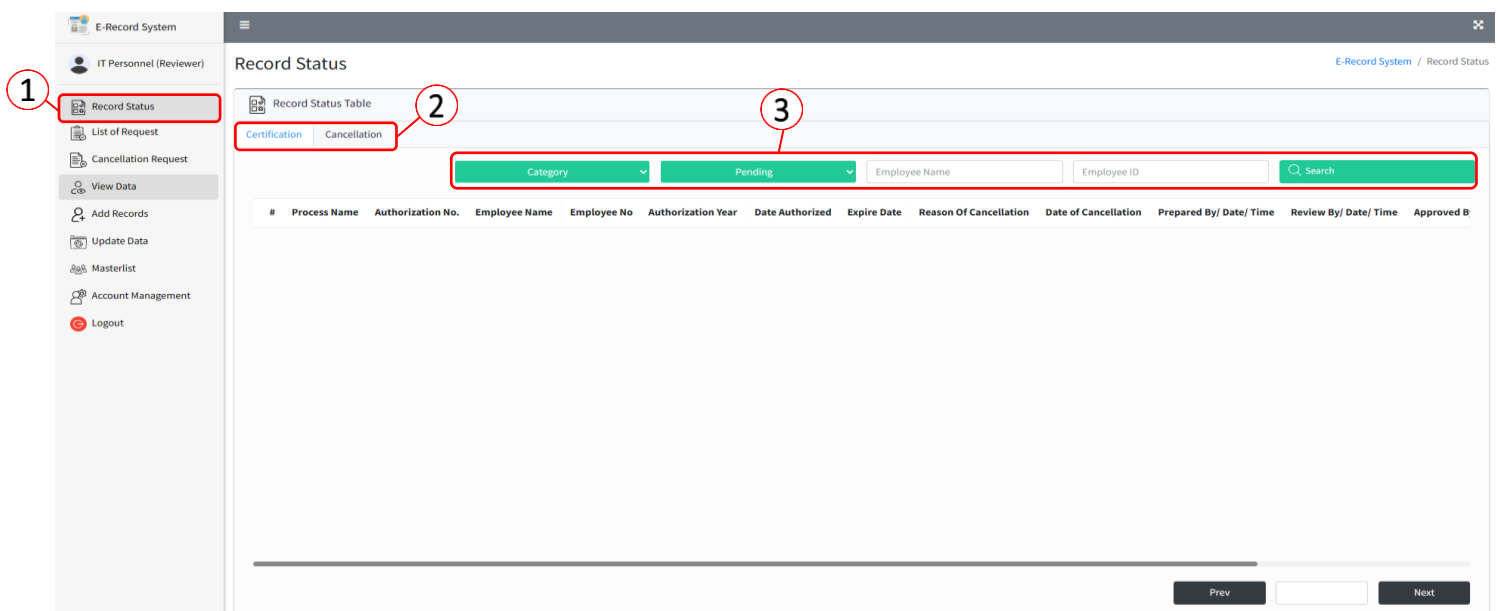 E-Record System
IT Personnel (Reviewer)
1
Record Status
List of Request
Cancellation Request
View Data
Add Records
Update Data
Masterlist
Account Management
Logout
Record Status
E-Record System / Record Status
Record Status Table
2
3
Certification Cancellation
Category Pending Employee Name Employee ID Search
# Process Name Authorization No. Employee Name Employee No Authorization Year Date Authorized Expire Date Reason Of Cancellation Date of Cancellation Prepared By/ Date/ Time Review By/ Date/ Time Approved B
Prev Next